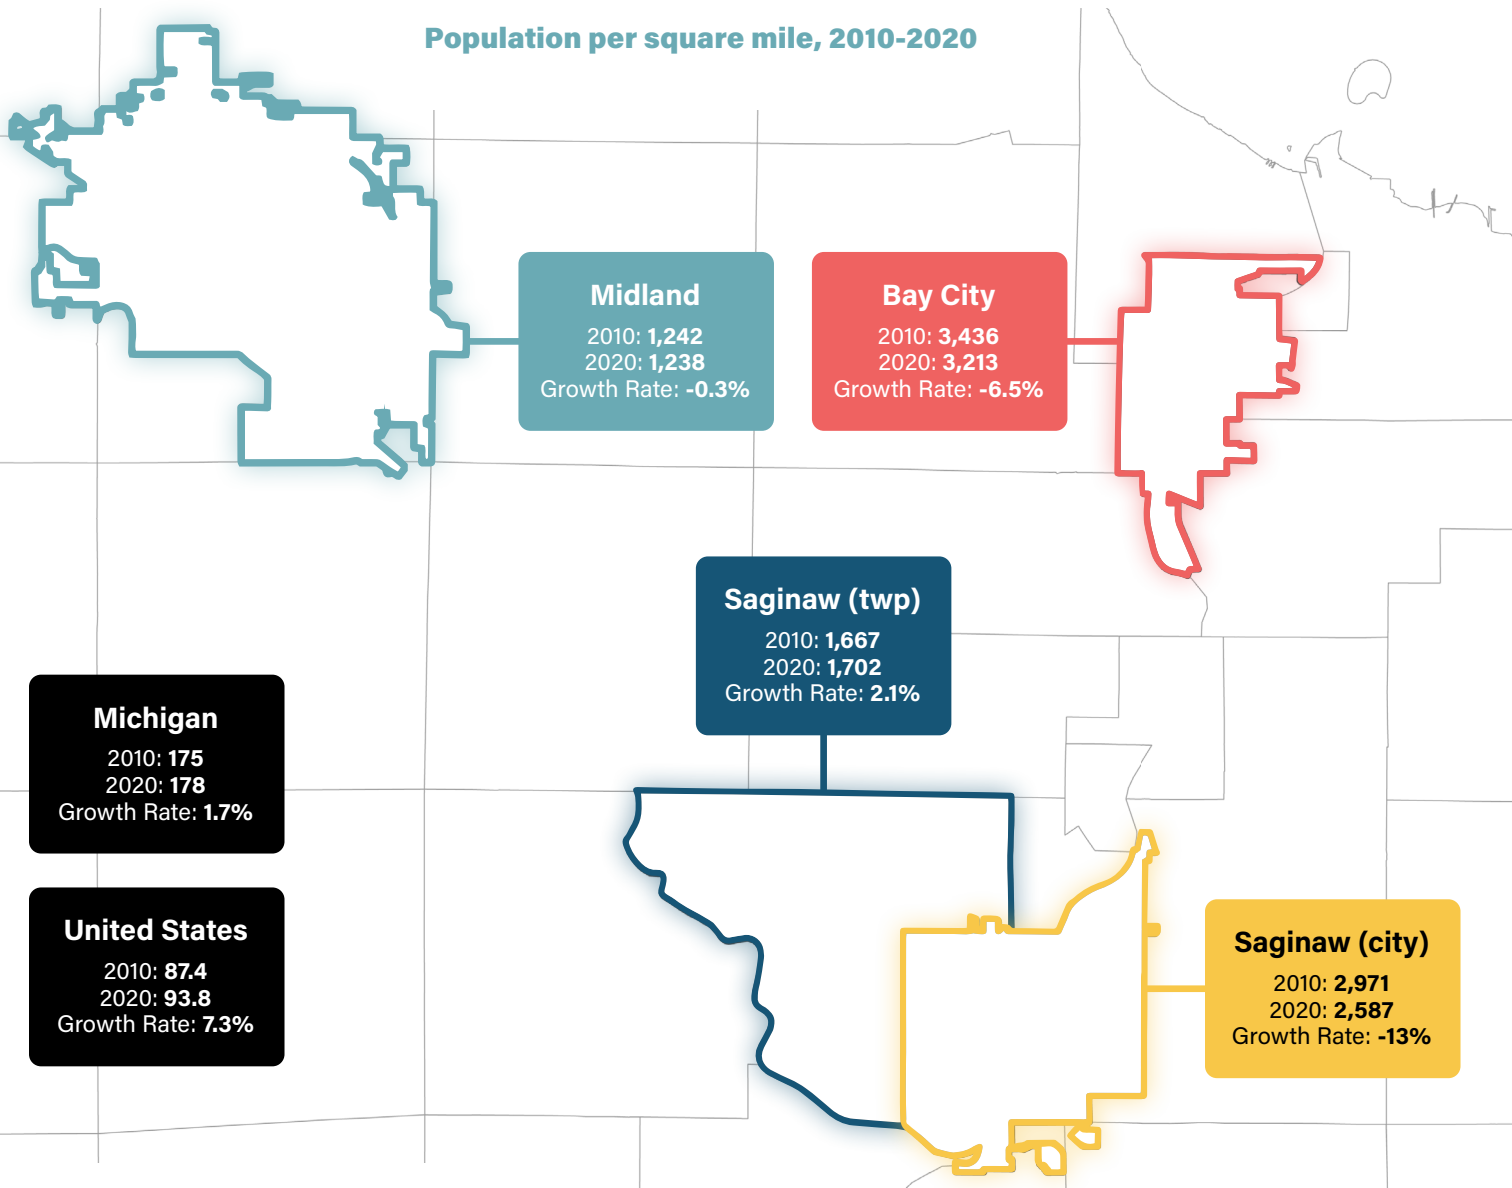 Population per square mile, 2010-2020
Midland
2010: 1,242
2020: 1,238
Growth Rate: -0.3%
Bay City
2010: 3,436
2020: 3,213
Growth Rate: -6.5%
Saginaw (twp)
2010: 1,667
2020: 1,702
Growth Rate: 2.1%
Michigan
2010: 175
2020: 178
Growth Rate: 1.7%
United States
2010: 87.4
2020: 93.8
Growth Rate: 7.3%
Saginaw (city)
2010: 2,971
2020: 2,587
Growth Rate: -13%